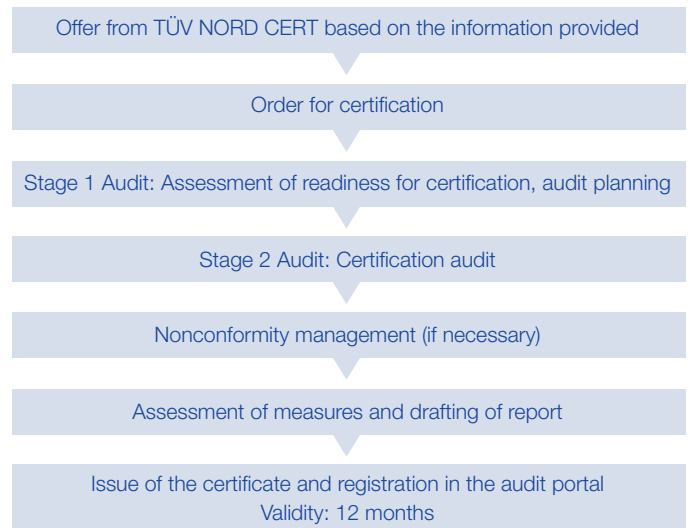 Offer from TÜV NORD CERT based on the information provided
Order for certification
Stage 1 Audit: Assessment of readiness for certification, audit planning
Stage 2 Audit: Certification audit
Nonconformity management (if necessary)
Assessment of measures and drafting of report
Issue of the certificate and registration in the audit portal
Validity: 12 months